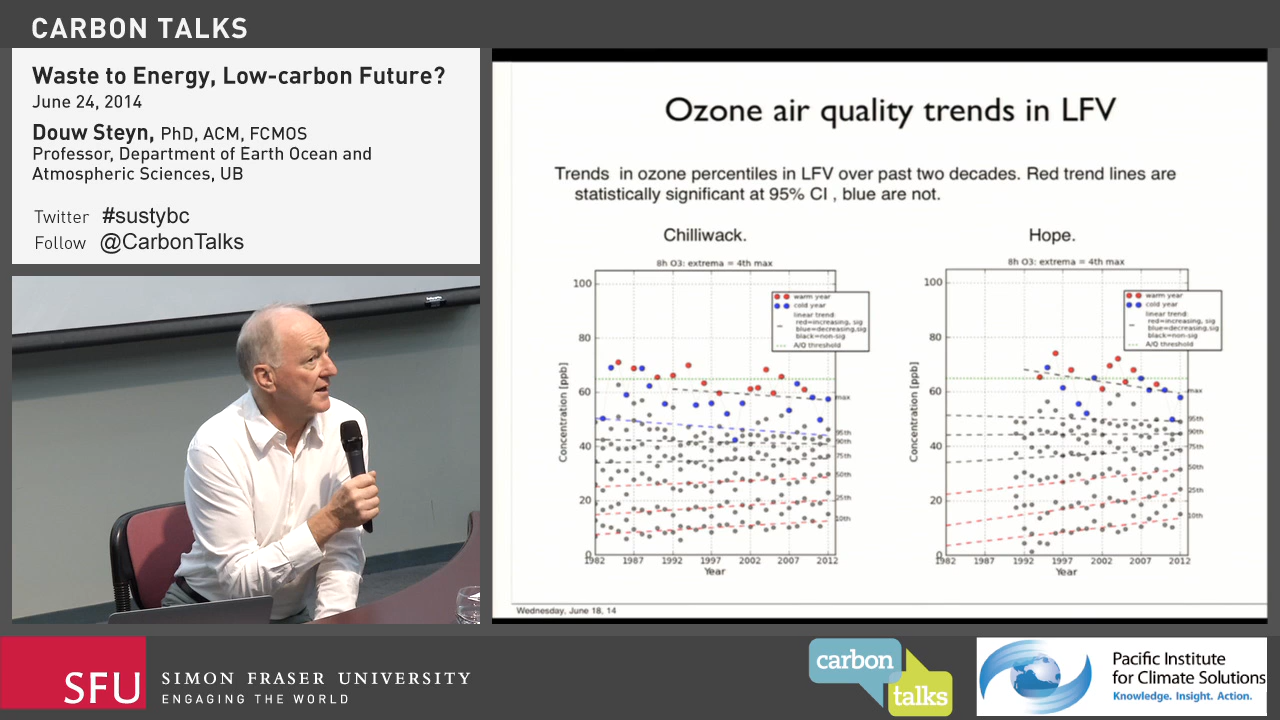 CARBON TALKS
Waste to Energy, Low-carbon Future?
June 24, 2014
Douw Steyn, PhD, ACM, FCMOS
Professor, Department of Earth Ocean and
Atmospheric Sciences, UB
Twitter #sustybc
Follow @CarbonTalks
Ozone air quality trends in LFV
Trends in ozone percentiles in LFV over past two decades. Red trend lines are
statistically significant at 95% CI , blue are not.
Chilliwack.
8h O3: extrema = 4th max
Concentration [ppb]
100
80
60
40
20
0
1982 1987 1992 1997 2002 2007 2012
Year
warm year
cold year
linear trend:
red=increasing, sig
blue=decreasing,sig
black=non-sig
A/Q threshold
max
95th
90th
75th
50th
25th
10th
Hope.
8h O3: extrema = 4th max
Concentration [ppb]
100
80
60
40
20
0
1982 1987 1992 1997 2002 2007 2012
Year
warm year
cold year
linear trend:
red=increasing, sig
blue=decreasing,sig
black=non-sig
A/Q threshold
max
95th
90th
75th
50th
25th
10th
Wednesday, June 18, 14
SFU
SIMON FRASER UNIVERSITY
ENGAGING THE WORLD
carbon
talks
Pacific Institute
for Climate Solutions
Knowledge. Insight. Action.